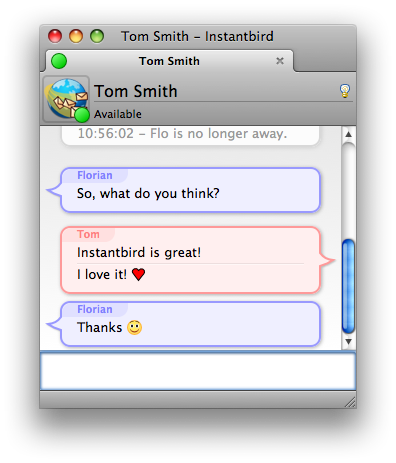 Tom Smith – Instantbird
Tom Smith
Tom Smith
Available
10:56:02 – Flo is no longer away.
Florian
So, what do you think?
Tom
Instantbird is great!
I love it! ♥
Florian
Thanks 🙂